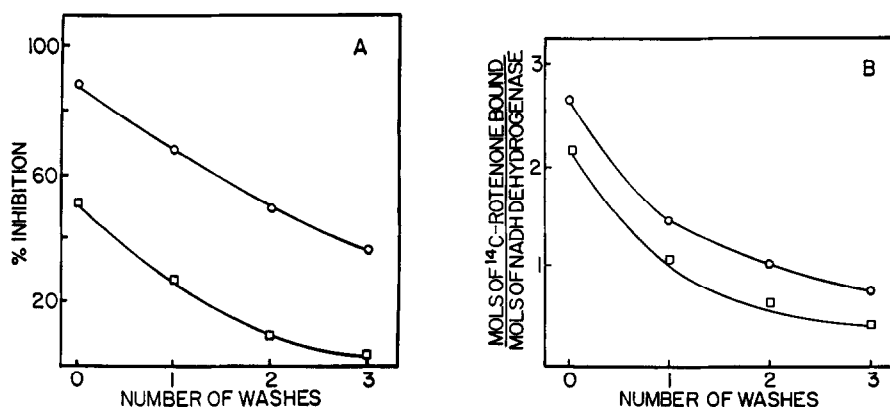 A
100
60
20
% INHIBITION
0 1 2 3
NUMBER OF WASHES
B
3
2
1
MOLS OF ¹⁴C-ROTENONE BOUND
MOLS OF NADH DEHYDROGENASE
0 1 2 3
NUMBER OF WASHES